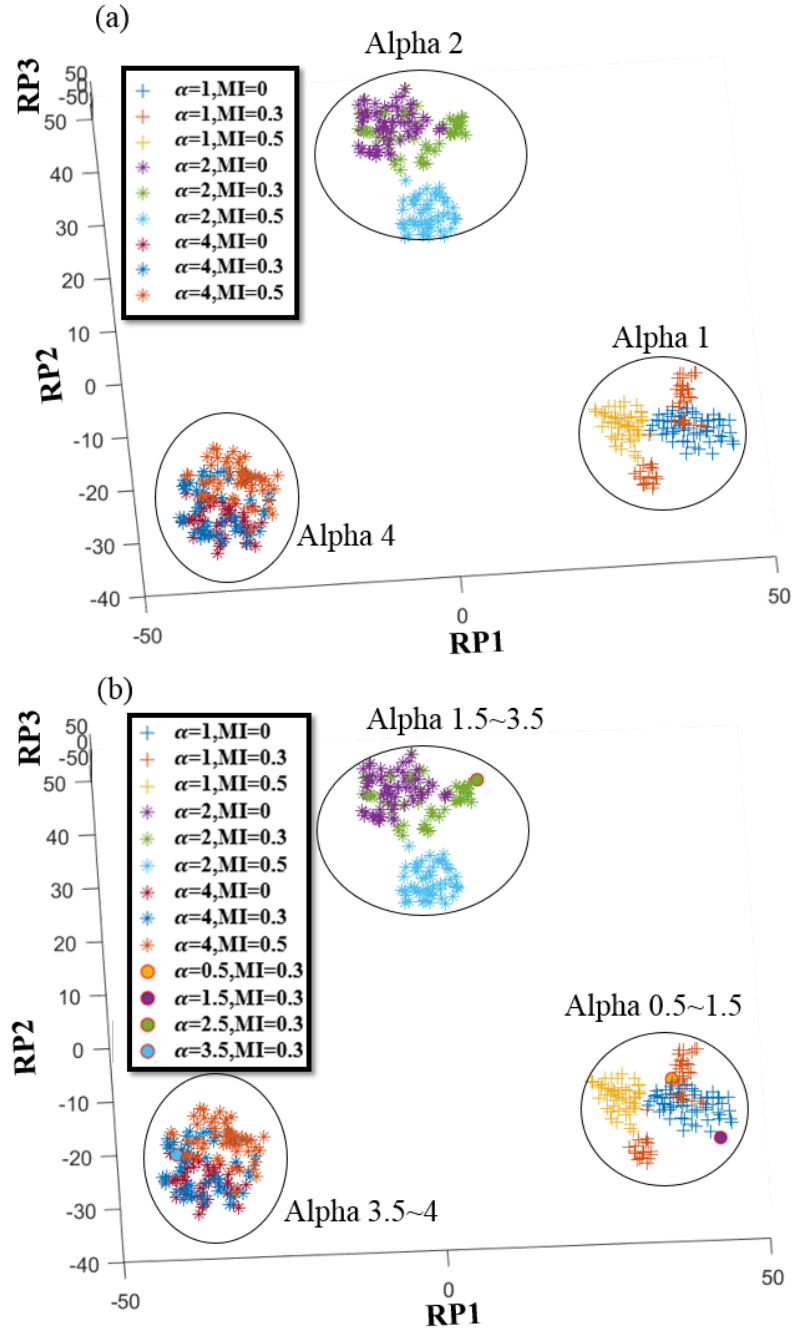 (a)
Alpha 2
RP3
50
0
-50
50
40
30
20
10
0
-10
-20
-30
-40
RP2
α=1,MI=0
α=1,MI=0.3
α=1,MI=0.5
α=2,MI=0
α=2,MI=0.3
α=2,MI=0.5
α=4,MI=0
α=4,MI=0.3
α=4,MI=0.5
Alpha 1
Alpha 4
-50
0
50
RP1
(b)
Alpha 1.5~3.5
RP3
50
0
-50
50
40
30
20
10
0
-10
-20
-30
-40
RP2
α=1,MI=0
α=1,MI=0.3
α=1,MI=0.5
α=2,MI=0
α=2,MI=0.3
α=2,MI=0.5
α=4,MI=0
α=4,MI=0.3
α=4,MI=0.5
α=0.5,MI=0.3
α=1.5,MI=0.3
α=2.5,MI=0.3
α=3.5,MI=0.3
Alpha 0.5~1.5
Alpha 3.5~4
-50
0
50
RP1